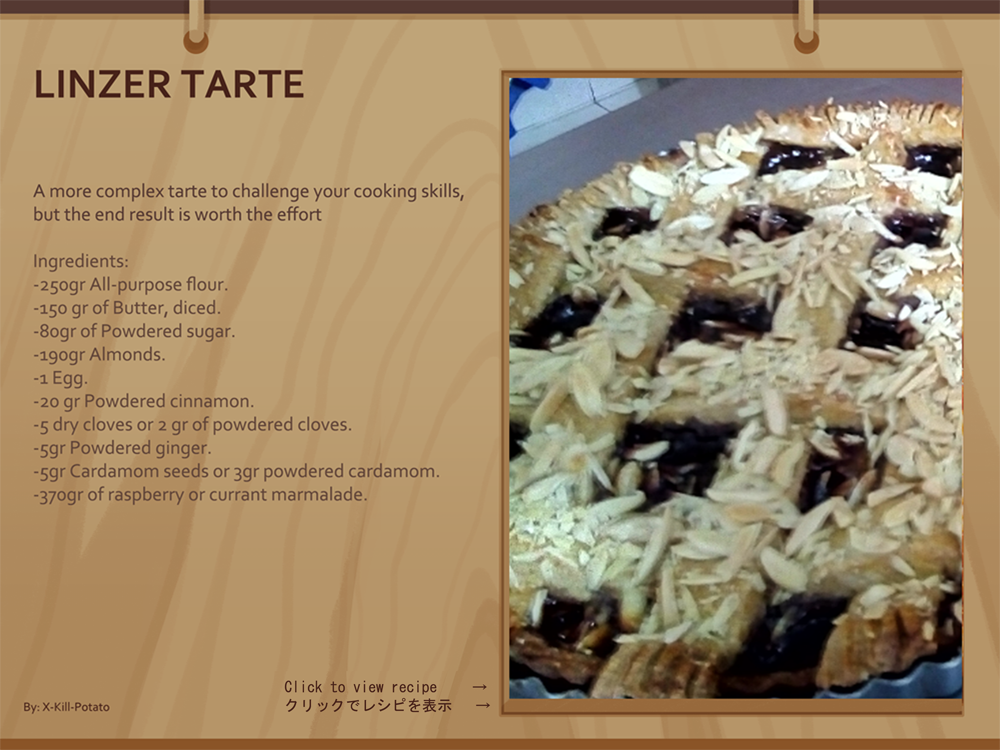 LINZER TARTE
A more complex tarte to challenge your cooking skills,
but the end result is worth the effort
Ingredients:
-250gr All-purpose flour.
-150 gr of Butter, diced.
-80gr of Powdered sugar.
-190gr Almonds.
-1 Egg.
-20 gr Powdered cinnamon.
-5 dry cloves or 2 gr of powdered cloves.
-5gr Powdered ginger.
-5gr Cardamom seeds or 3gr powdered cardamom.
-370gr of raspberry or currant marmalade.
Click to view recipe →
クリックでレシピを表示 →
By: X-Kill-Potato